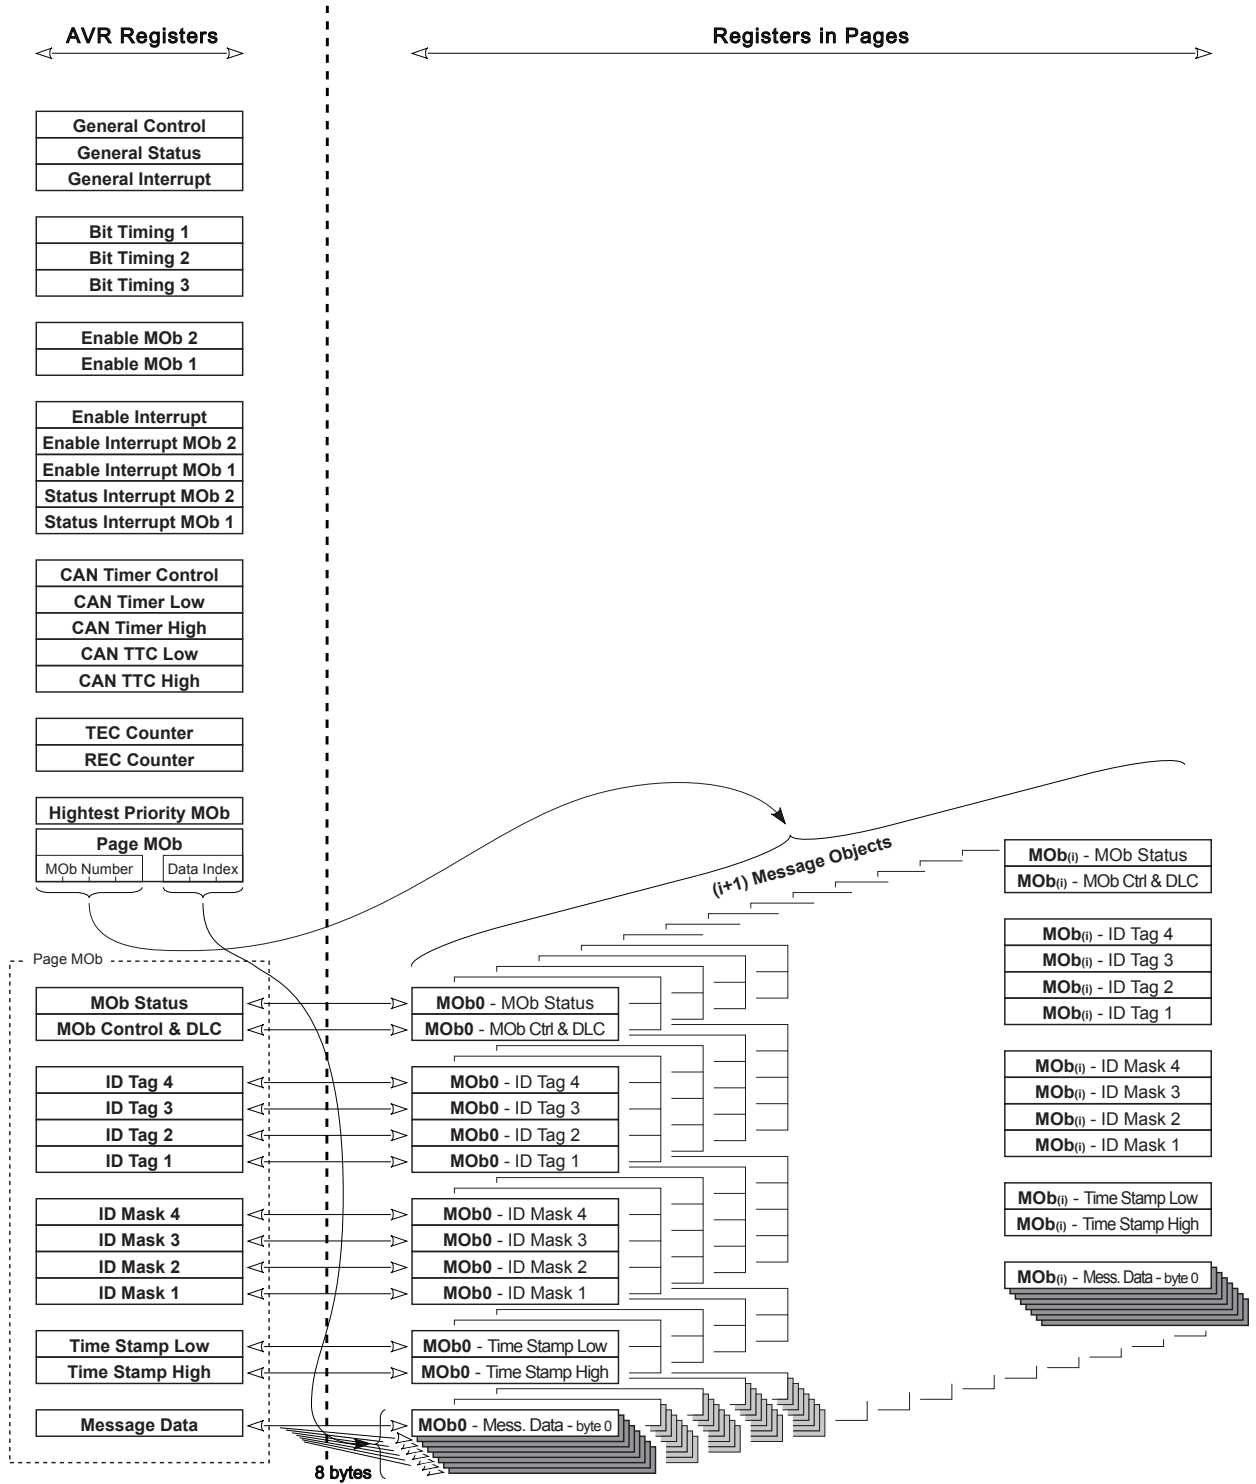 AVR Registers
Registers in Pages
General Control
General Status
General Interrupt
Bit Timing 1
Bit Timing 2
Bit Timing 3
Enable MOb 2
Enable MOb 1
Enable Interrupt
Enable Interrupt MOb 2
Enable Interrupt MOb 1
Status Interrupt MOb 2
Status Interrupt MOb 1
CAN Timer Control
CAN Timer Low
CAN Timer High
CAN TTC Low
CAN TTC High
TEC Counter
REC Counter
Hightest Priority MOb
Page MOb
MOb Number
Data Index
Page MOb
MOb Status
MOb Control & DLC
ID Tag 4
ID Tag 3
ID Tag 2
ID Tag 1
ID Mask 4
ID Mask 3
ID Mask 2
ID Mask 1
Time Stamp Low
Time Stamp High
Message Data
8 bytes
(i+1) Message Objects
MOb0 - MOb Status
MOb0 - MOb Ctrl & DLC
MOb0 - ID Tag 4
MOb0 - ID Tag 3
MOb0 - ID Tag 2
MOb0 - ID Tag 1
MOb0 - ID Mask 4
MOb0 - ID Mask 3
MOb0 - ID Mask 2
MOb0 - ID Mask 1
MOb0 - Time Stamp Low
MOb0 - Time Stamp High
MOb0 - Mess. Data - byte 0
MOb(i) - MOb Status
MOb(i) - MOb Ctrl & DLC
MOb(i) - ID Tag 4
MOb(i) - ID Tag 3
MOb(i) - ID Tag 2
MOb(i) - ID Tag 1
MOb(i) - ID Mask 4
MOb(i) - ID Mask 3
MOb(i) - ID Mask 2
MOb(i) - ID Mask 1
MOb(i) - Time Stamp Low
MOb(i) - Time Stamp High
MOb(i) - Mess. Data - byte 0